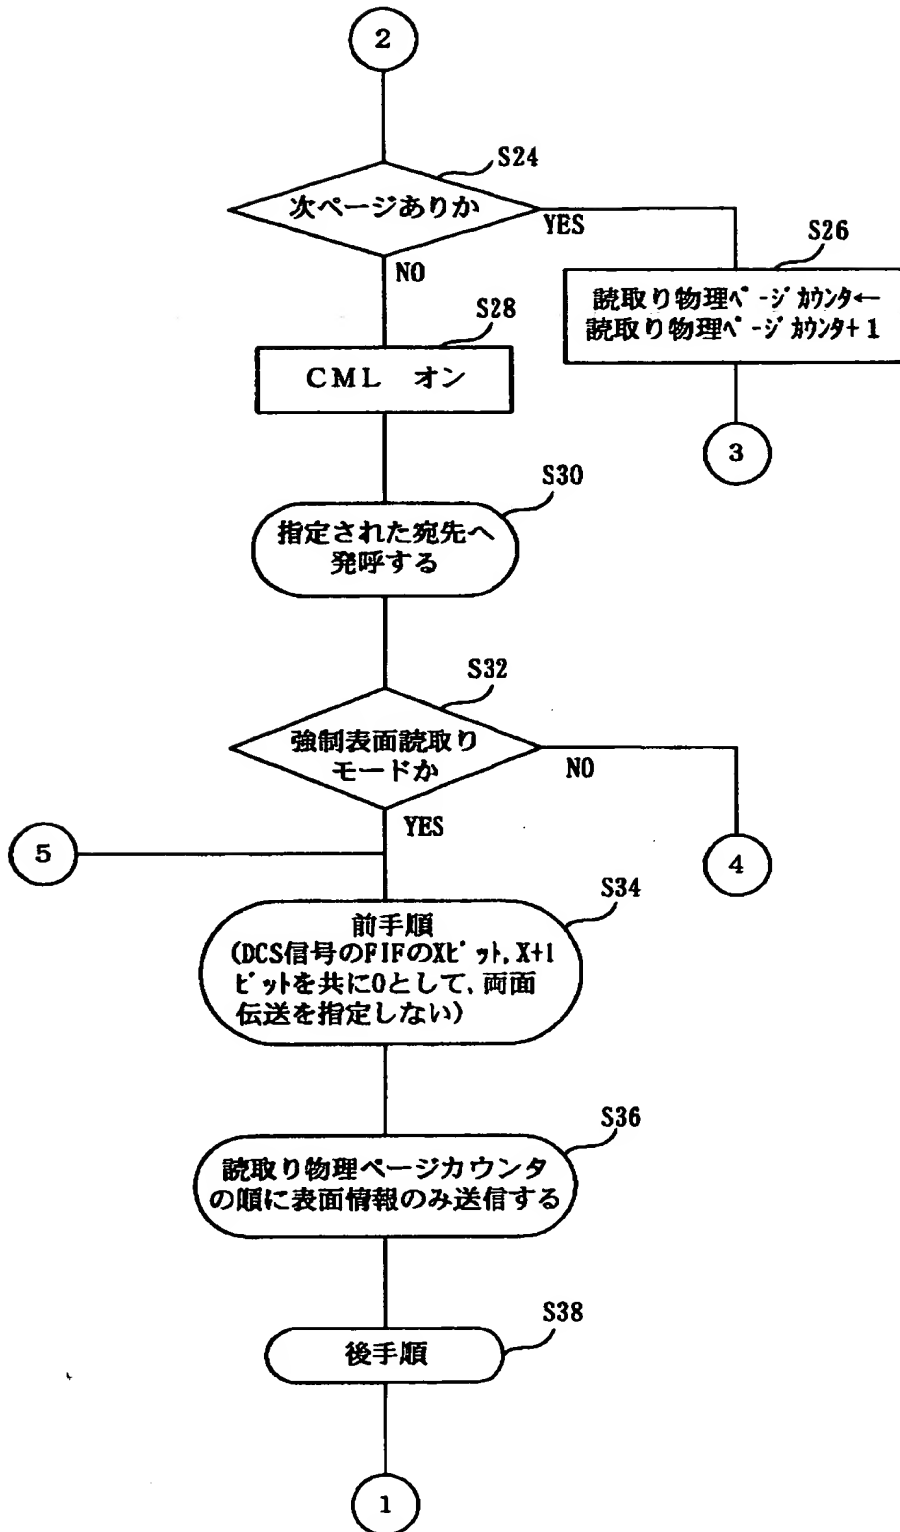 2
S24
次ページありか
YES
NO
S26
読取り物理ページカウンタ←
読取り物理ページカウンタ+1
3
S28
CML オン
S30
指定された宛先へ
発呼する
S32
強制表面読取り
モードか
NO
YES
5
4
S34
前手順
(DCS信号のFIFのXビット,X+1
ビットを共に0として、両面
伝送を指定しない)
S36
読取り物理ページカウンタ
の順に表面情報のみ送信する
S38
後手順
1